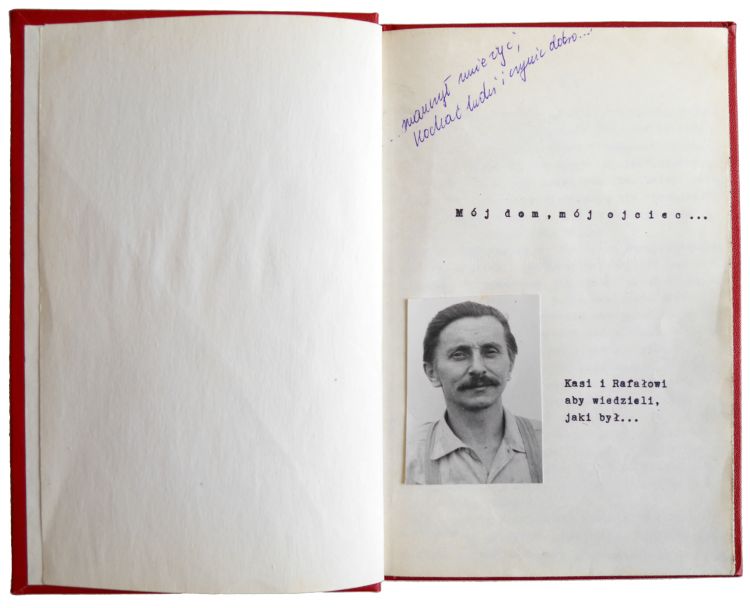 ...nauczył mnie żyć,
kochać ludzi i czynić dobro...
Mój dom, mój ojciec...
Kasi i Rafałowi
aby wiedzieli,
jaki był...